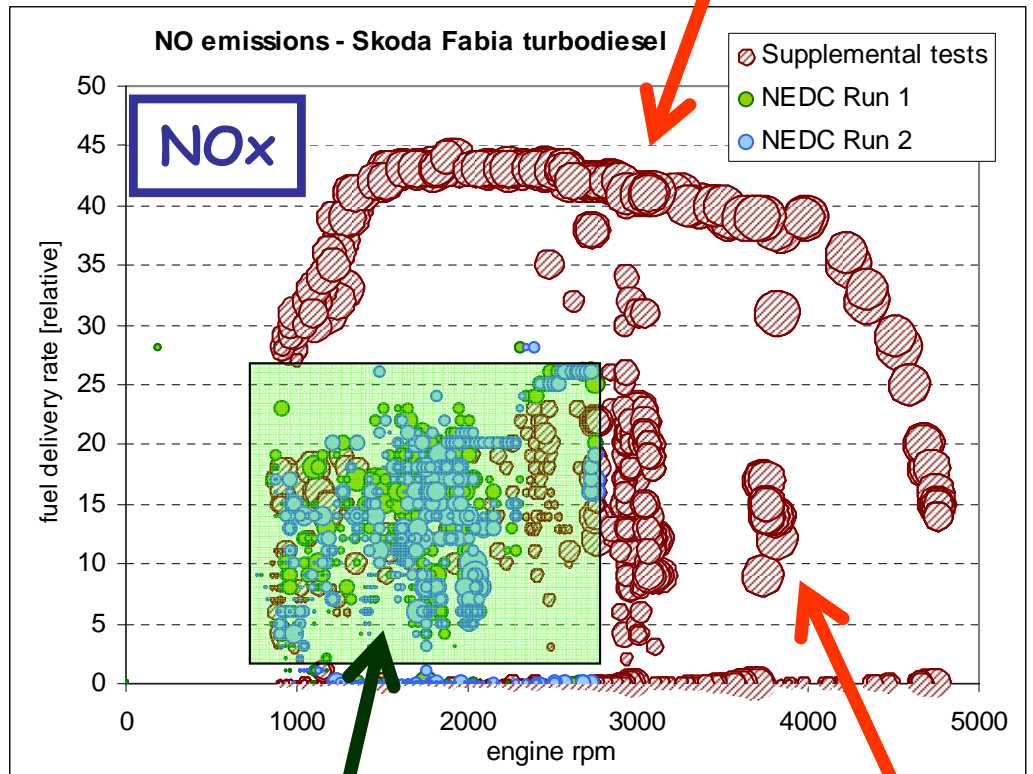 NO emissions - Skoda Fabia turbodiesel
Supplemental tests
NEDC Run 1
NEDC Run 2
NOx
fuel delivery rate [relative]
50
45
40
35
30
25
20
15
10
5
0
0 1000 2000 3000 4000 5000
engine rpm